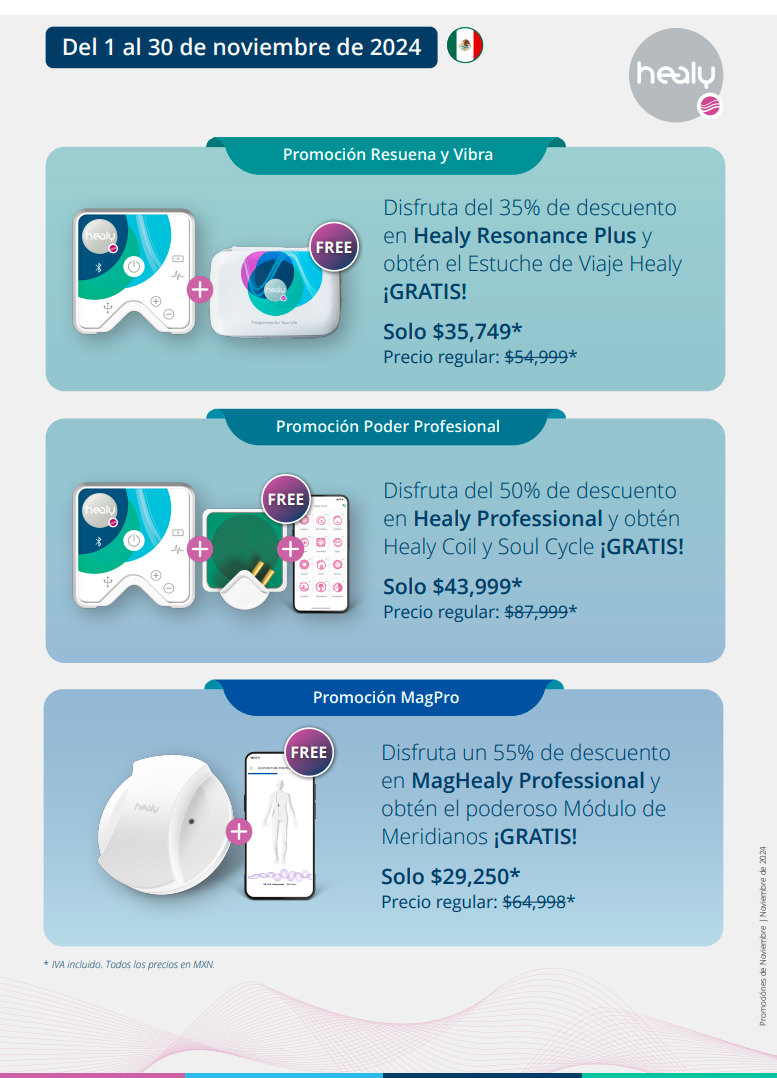 Del 1 al 30 de noviembre de 2024
healy
Promoción Resuena y Vibra
healy
healy
Frequencies for Your Life
FREE
Disfruta del 35% de descuento
en Healy Resonance Plus y
obtén el Estuche de Viaje Healy
¡GRATIS!
Solo $35,749*
Precio regular: $54,999*
Promoción Poder Profesional
healy
FREE
Disfruta del 50% de descuento
en Healy Professional y obtén
Healy Coil y Soul Cycle ¡GRATIS!
Solo $43,999*
Precio regular: $87,999*
Promoción MagPro
healy
FREE
Disfruta un 55% de descuento
en MagHealy Professional y
obtén el poderoso Módulo de
Meridianos ¡GRATIS!
Solo $29,250*
Precio regular: $64,998*
* IVA incluido. Todos los precios en MXN.
Promociónes de Noviembre | Noviembre de 2024